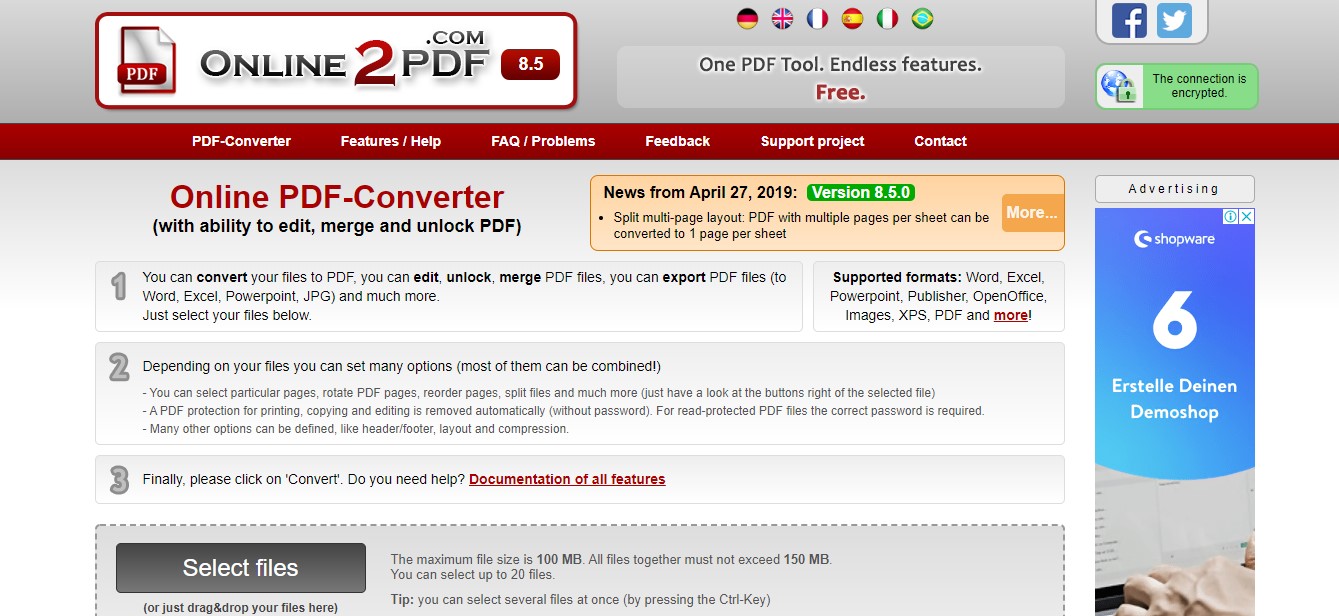 PDF
ONLINE 2 PDF .COM
8.5
One PDF Tool. Endless features.
Free.
The connection is
encrypted.
PDF-Converter
Features / Help
FAQ / Problems
Feedback
Support project
Contact
Online PDF-Converter
(with ability to edit, merge and unlock PDF)
News from April 27, 2019: Version 8.5.0
• Split multi-page layout: PDF with multiple pages per sheet can be
converted to 1 page per sheet
More...
Advertising
1
You can convert your files to PDF, you can edit, unlock, merge PDF files, you can export PDF files (to
Word, Excel, Powerpoint, JPG) and much more.
Just select your files below.
Supported formats: Word, Excel,
Powerpoint, Publisher, OpenOffice,
Images, XPS, PDF and more!
2
Depending on your files you can set many options (most of them can be combined!)
- You can select particular pages, rotate PDF pages, reorder pages, split files and much more (just have a look at the buttons right of the selected file)
- A PDF protection for printing, copying and editing is removed automatically (without password). For read-protected PDF files the correct password is required.
- Many other options can be defined, like header/footer, layout and compression.
3
Finally, please click on 'Convert'. Do you need help? Documentation of all features
Select files
(or just drag&drop your files here)
The maximum file size is 100 MB. All files together must not exceed 150 MB.
You can select up to 20 files.
Tip: you can select several files at once (by pressing the Ctrl-Key)
shopware
6
Erstelle Deinen
Demoshop